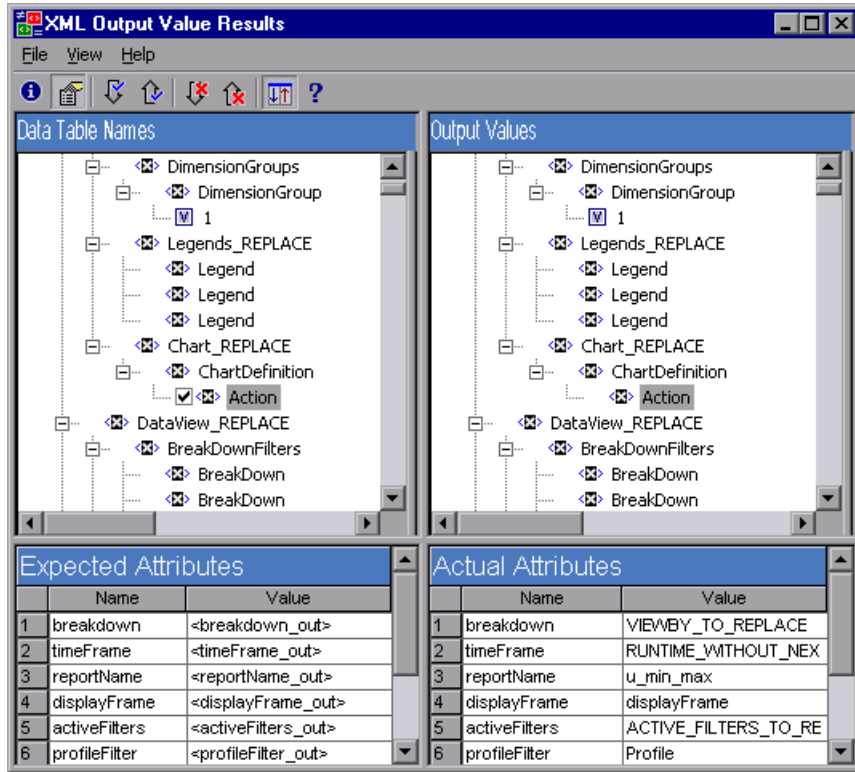 XML Output Value Results
File View Help
Data Table Names
DimensionGroups
DimensionGroup
1
Legends_REPLACE
Legend
Legend
Legend
Chart_REPLACE
ChartDefinition
Action
DataView_REPLACE
BreakDownFilters
BreakDown
BreakDown
Output Values
DimensionGroups
DimensionGroup
1
Legends_REPLACE
Legend
Legend
Legend
Chart_REPLACE
ChartDefinition
Action
DataView_REPLACE
BreakDownFilters
BreakDown
BreakDown
Expected Attributes
Name Value
1 breakdown <breakdown_out>
2 timeFrame <timeFrame_out>
3 reportName <reportName_out>
4 displayFrame <displayFrame_out>
5 activeFilters <activeFilters_out>
6 profileFilter <profileFilter_out>
Actual Attributes
Name Value
1 breakdown VIEWBY_TO_REPLACE
2 timeFrame RUNTIME_WITHOUT_NEX
3 reportName u_min_max
4 displayFrame displayFrame
5 activeFilters ACTIVE_FILTERS_TO_RE
6 profileFilter Profile